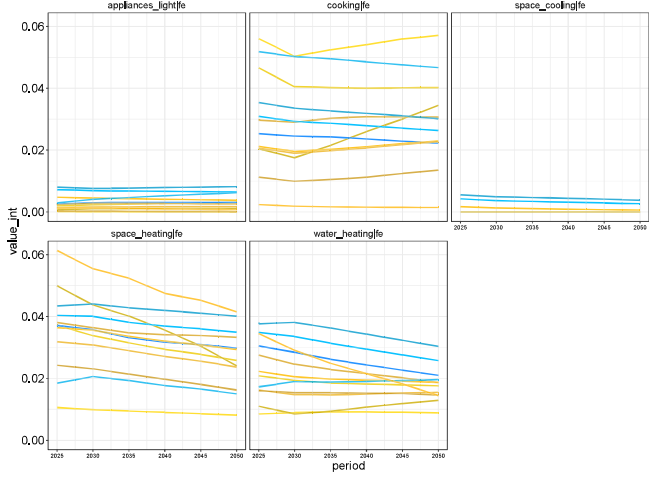 appliances_light|fe
cooking|fe
space_cooling|fe
0.06
0.04
0.02
0.00
2025 2030 2035 2040 2045 2050
value_int
space_heating|fe
water_heating|fe
0.06
0.04
0.02
0.00
2025 2030 2035 2040 2045 2050
2025 2030 2035 2040 2045 2050
period